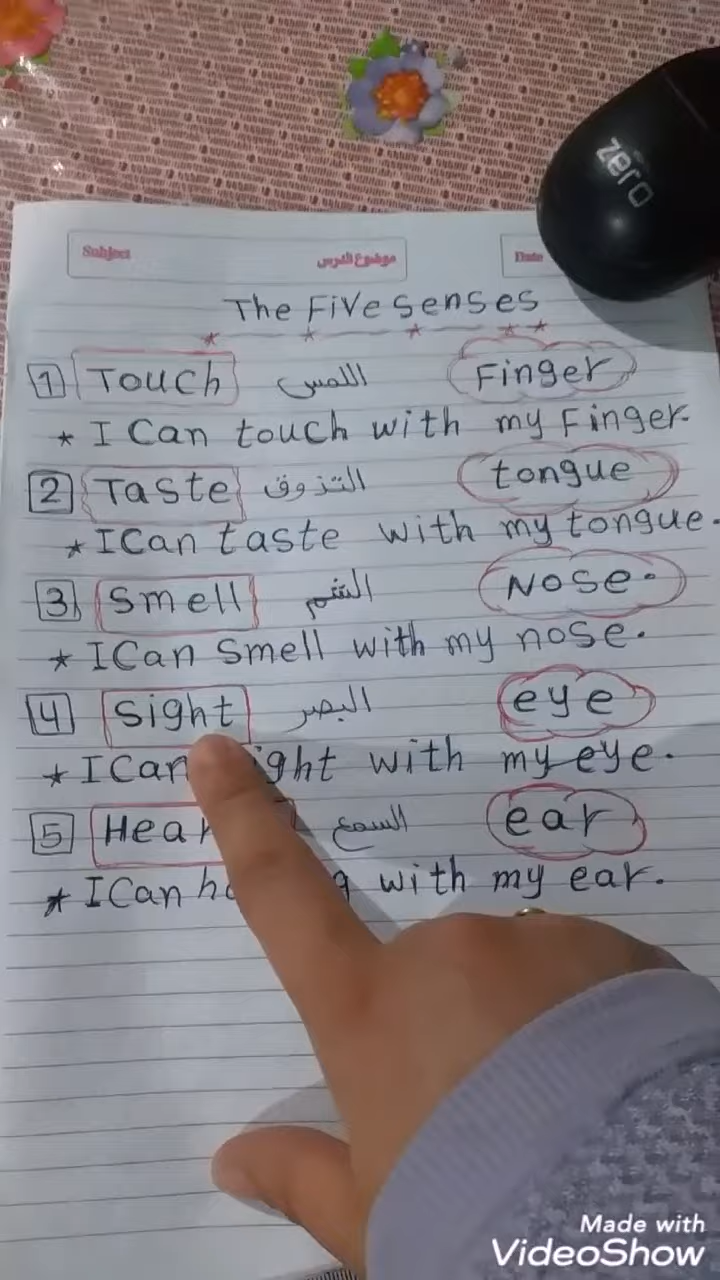 zero
Subject موضوع الدرس Date
The Five Senses
1 Touch اللمس Finger
* I Can touch with my Finger.
2 Taste التذوق tongue
* I Can taste with my tongue.
3 Smell الشم Nose.
* I Can Smell with my nose.
4 Sight البصر eye
* I Can with my eye.
5 السمع ear
* I Can with my ear.
Made with
VideoShow